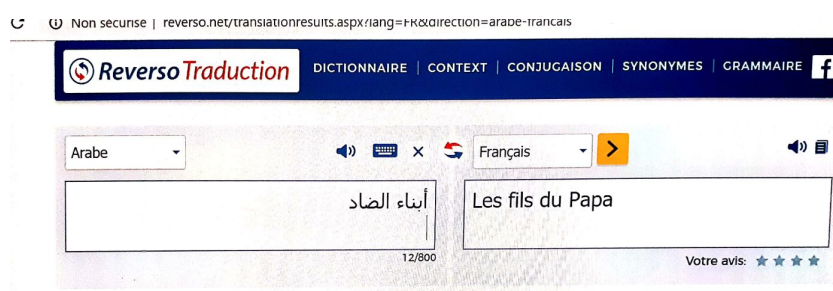 Non sécurisé | reverso.net/translationresults.aspx?lang=FR&direction=arabe-francais
Reverso Traduction DICTIONNAIRE | CONTEXT | CONJUGAISON | SYNONYMES | GRAMMAIRE f
Arabe Français
أبناء الضاد
Les fils du Papa
12/800
Votre avis: